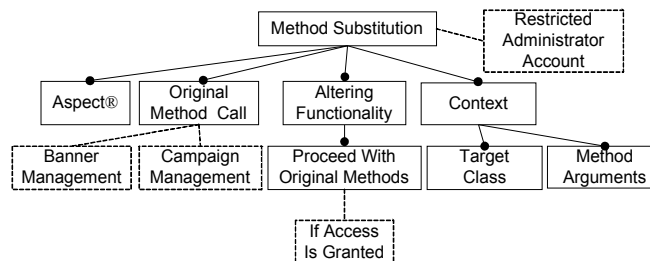 Method Substitution
Restricted
Administrator
Account
Aspect®
Original
Method Call
Altering
Functionality
Context
Banner
Management
Campaign
Management
Proceed With
Original Methods
Target
Class
Method
Arguments
If Access
Is Granted